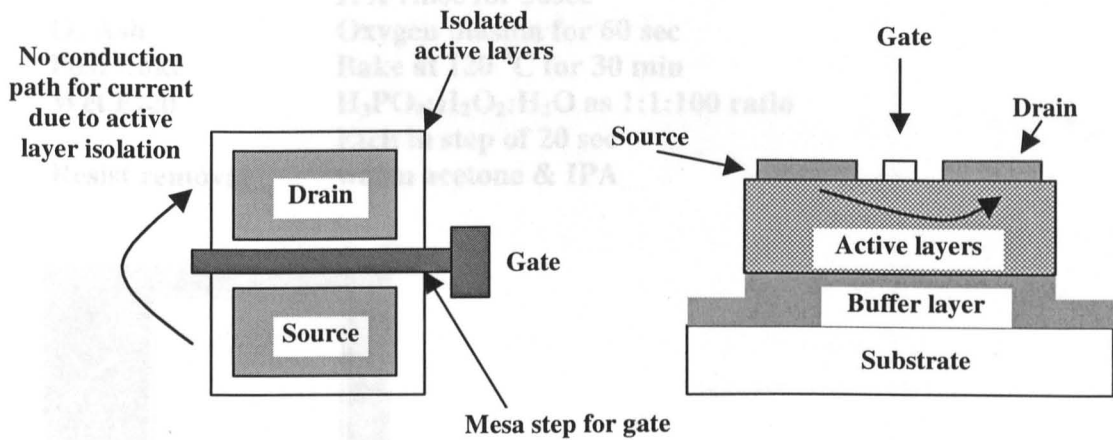 Isolated
active layers
No conduction
path for current
due to active
layer isolation
Drain
Source
Gate
Mesa step for gate
Gate
Source
Drain
Active layers
Buffer layer
Substrate
Oxygen plasma for 60 sec
Bake at 120 °C for 30 min
H₃PO₄:H₂O₂:H₂O as 1:1:100 ratio
Etch in step of 20 sec
acetone & IPA